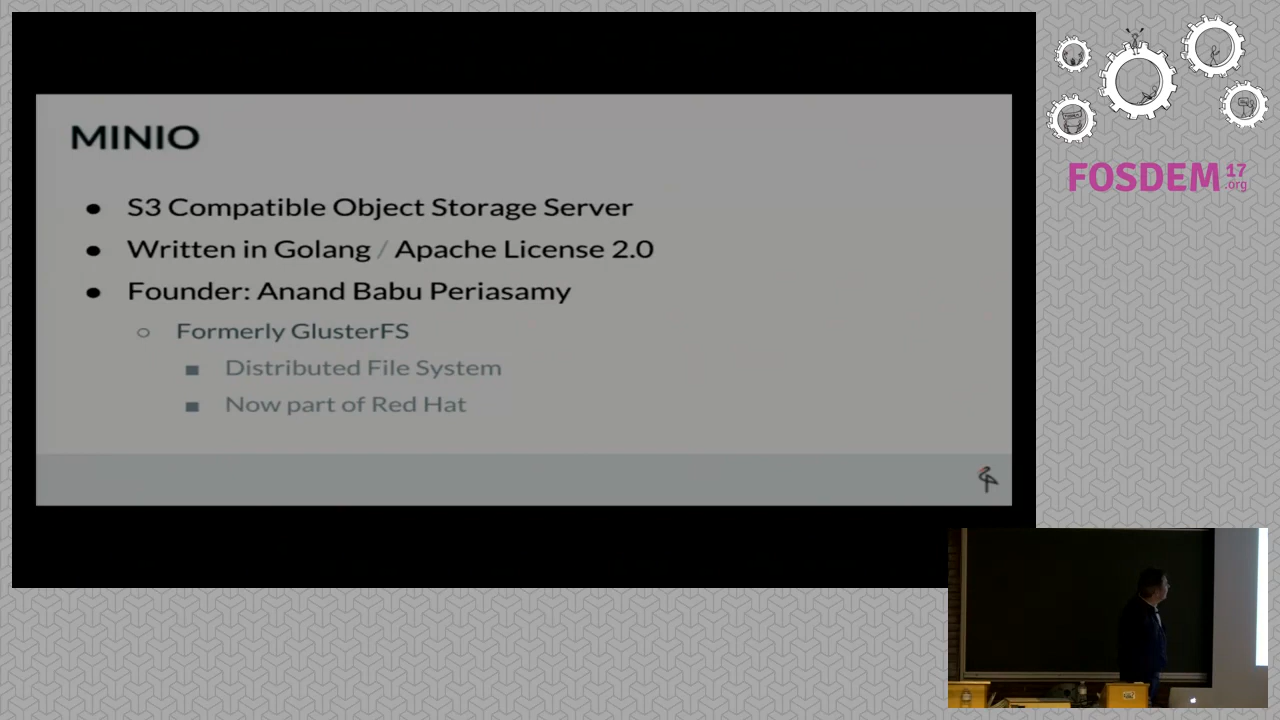 MINIO
● S3 Compatible Object Storage Server
● Written in Golang / Apache License 2.0
● Founder: Anand Babu Periasamy
○ Formerly GlusterFS
■ Distributed File System
■ Now part of Red Hat
FOSDEM 17
.org